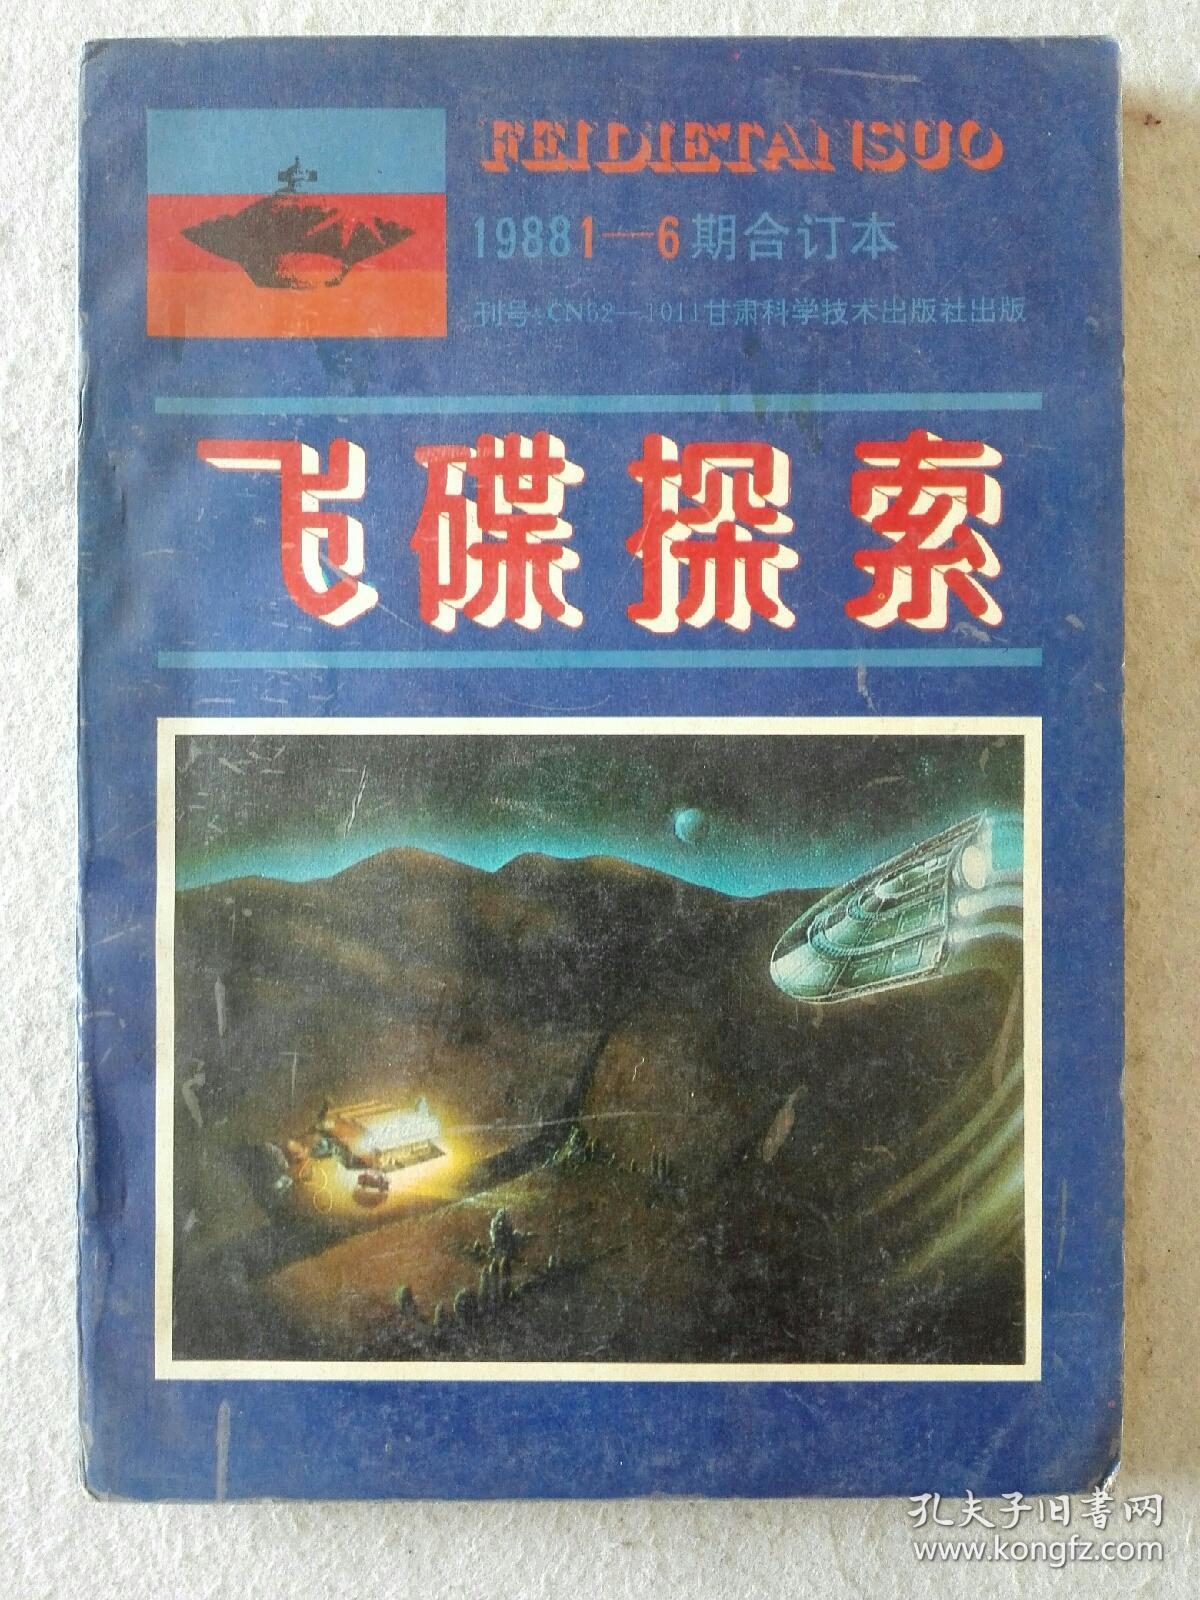 FEIDIETANSUO
19881—6期合订本
刊号:CN62—1011甘肃科学技术出版社出版
飞碟探索
孔夫子旧书网
www.kongfz.com